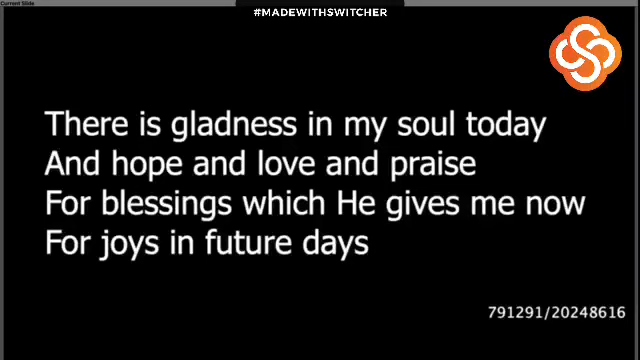 Current Slide
#MADEWITHSWITCHER
There is gladness in my soul today
And hope and love and praise
For blessings which He gives me now
For joys in future days
791291/20248616